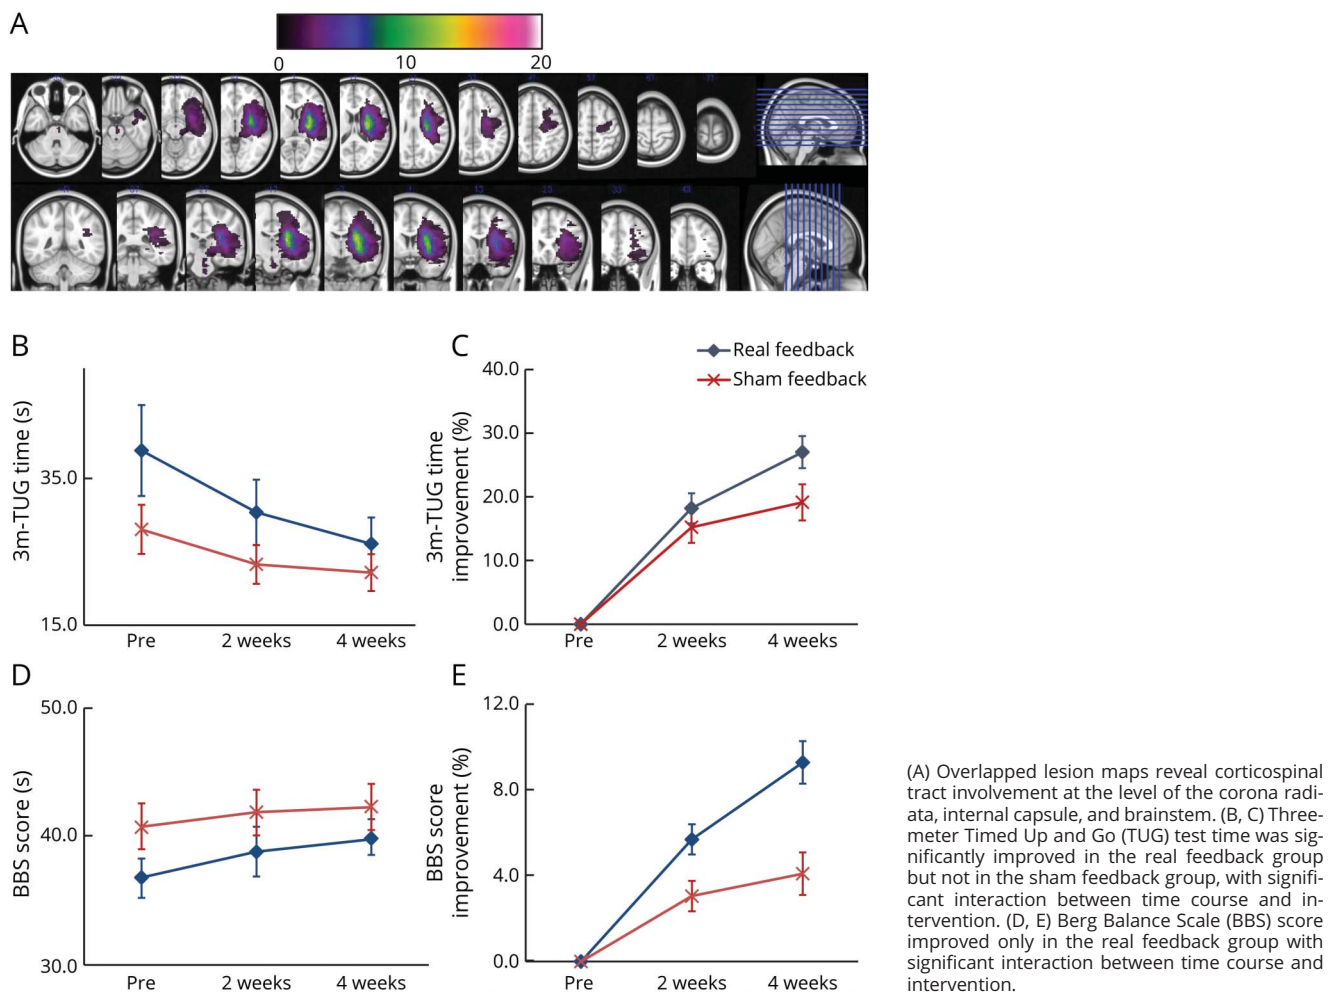 A
0 10 20
B
3m-TUG time (s)
35.0
15.0
Pre 2 weeks 4 weeks
C
Real feedback
Sham feedback
3m-TUG time
improvement (%)
40.0
30.0
20.0
10.0
0.0
Pre 2 weeks 4 weeks
D
BBS score (s)
50.0
40.0
30.0
Pre 2 weeks 4 weeks
E
BBS score
improvement (%)
12.0
8.0
4.0
0.0
Pre 2 weeks 4 weeks
(A) Overlapped lesion maps reveal corticospinal
tract involvement at the level of the corona radi-
ata, internal capsule, and brainstem. (B, C) Three-
meter Timed Up and Go (TUG) test time was sig-
nificantly improved in the real feedback group
but not in the sham feedback group, with signifi-
cant interaction between time course and in-
tervention. (D, E) Berg Balance Scale (BBS) score
improved only in the real feedback group with
significant interaction between time course and
intervention.